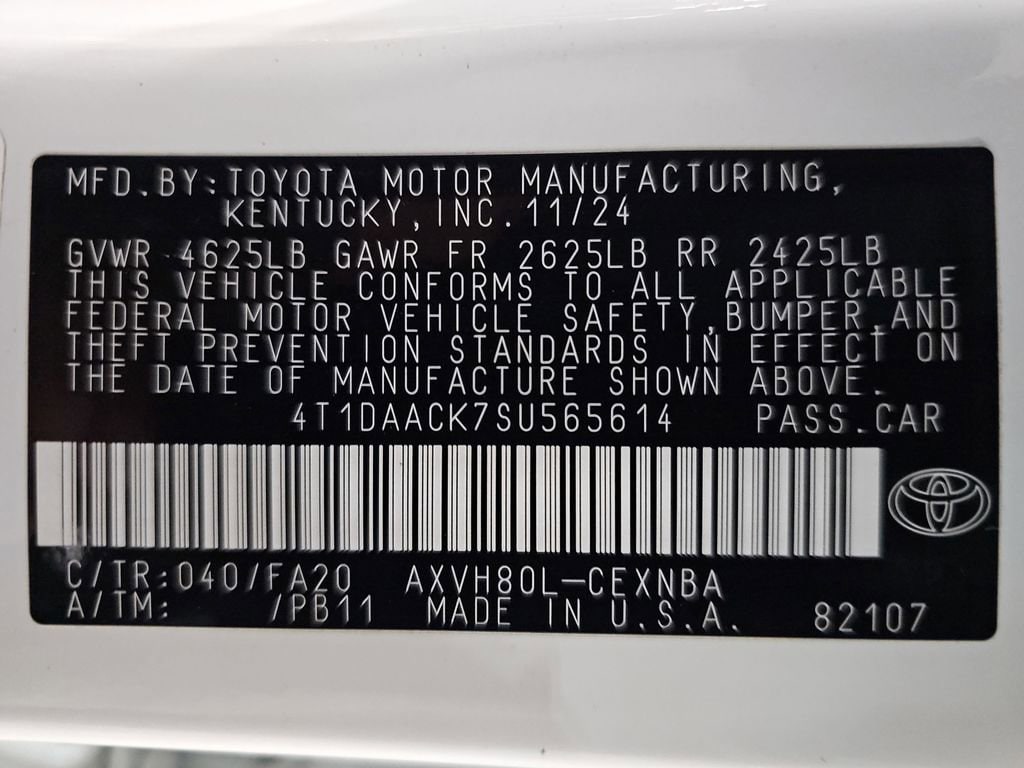 MFD.BY:TOYOTA MOTOR MANUFACTURING,
KENTUCKY, INC. 11/24
GVWR 4625LB GAWR FR 2625LB RR 2425LB
THIS VEHICLE CONFORMS TO ALL APPLICABLE
FEDERAL MOTOR VEHICLE SAFETY, BUMPER, AND
THEFT PREVENTION STANDARDS IN EFFECT ON
THE DATE OF MANUFACTURE SHOWN ABOVE.
4T1DAACK7SU565614 PASS.CAR
C/TR:040/FA20 AXVH80L-CEXNBA
A/TM: /PB11 MADE IN U.S.A. 82107